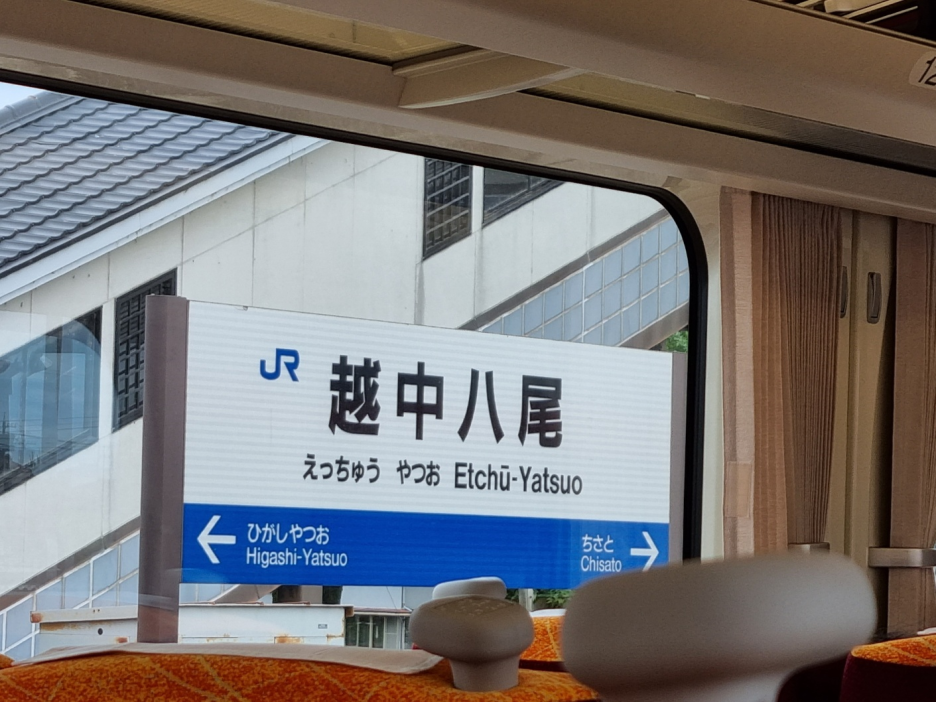 JR
越中八尾
えっちゅう やつお Etchū-Yatsuo
ひがしやつお
Higashi-Yatsuo
ちさと
Chisato